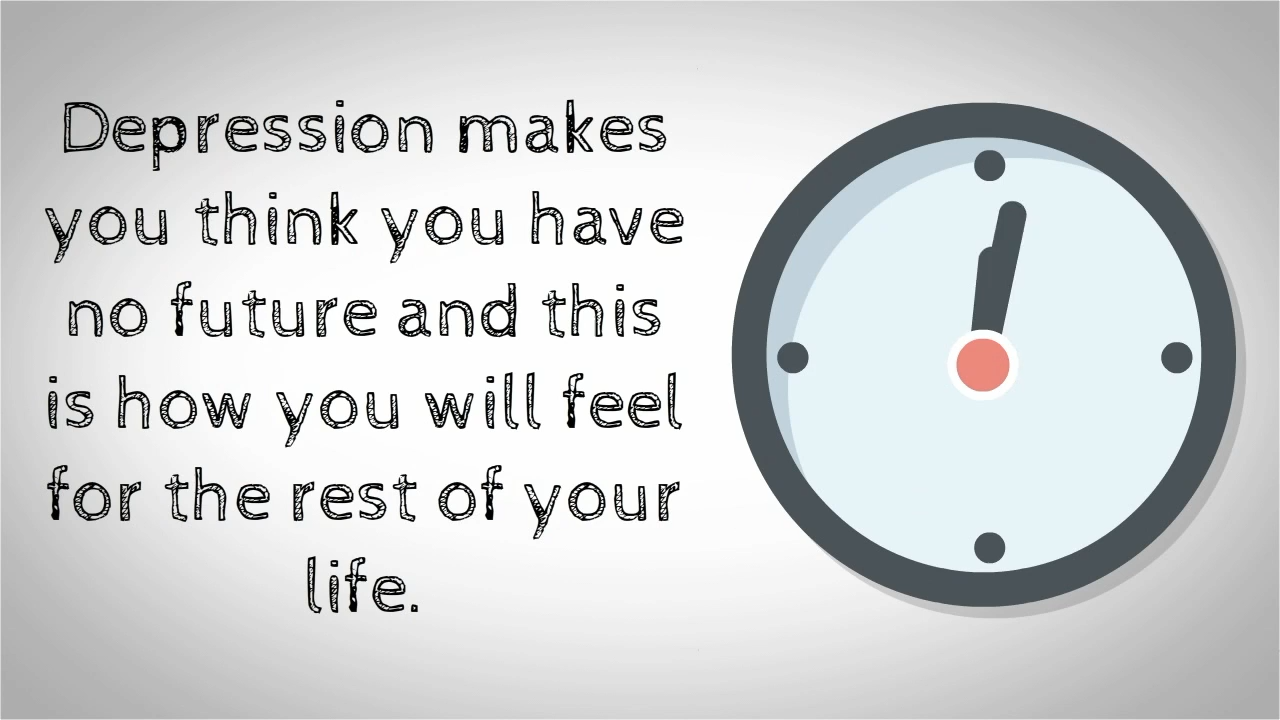 Depression makes
you think you have
no future and this
is how you will feel
for the rest of your
life.